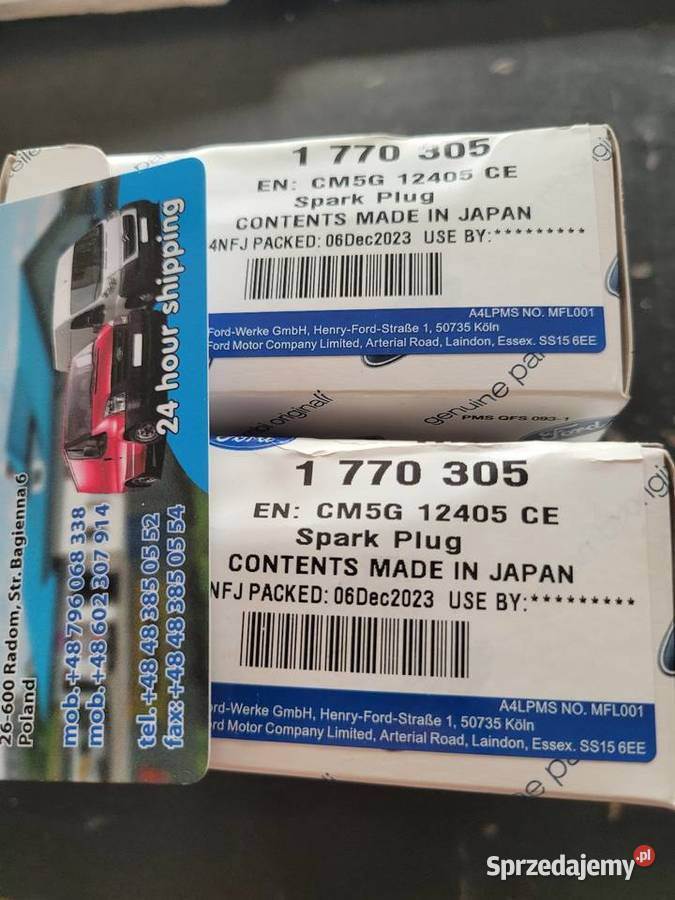 1 770 305
EN: CM5G 12405 CE
Spark Plug
CONTENTS MADE IN JAPAN
4NFJ PACKED: 06Dec2023 USE BY:*********
A4LPMS NO. MFL001
Ford-Werke GmbH, Henry-Ford-Straße 1, 50735 Köln
Ford Motor Company Limited, Arterial Road, Laindon, Essex. SS15 6EE
originali
genuine
PMS-QFS 093-1
Ford
1 770 305
EN: CM5G 12405 CE
Spark Plug
CONTENTS MADE IN JAPAN
NFJ PACKED: 06Dec2023 USE BY:*********
A4LPMS NO. MFL001
rd-Werke GmbH, Henry-Ford-Straße 1, 50735 Köln
rd Motor Company Limited, Arterial Road, Laindon, Essex. SS15 6EE
genuine
24 hour shipping
26-600 Radom, Str. Bagienna 6
Poland
mob.+48 796 068 338
mob.+48 602 307 914
tel.+48 48 385 05 52
fax:+48 48 385 05 54
Sprzedajemy.pl